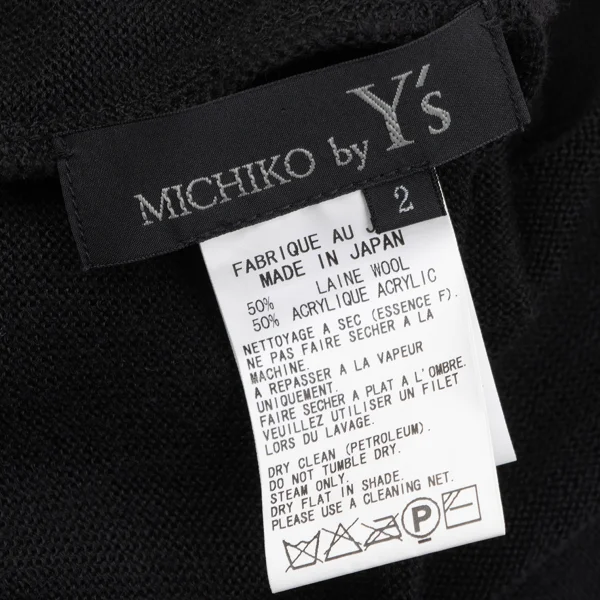 MICHIKO by Y's
2
FABRIQUE AU J
MADE IN JAPAN
50% LAINE WOOL
50% ACRYLIQUE ACRYLIC
NETTOYAGE A SEC (ESSENCE F).
NE PAS FAIRE SECHER A LA
MACHINE.
A REPASSER A LA VAPEUR
UNIQUEMENT.
FAIRE SECHER A PLAT A L'OMBRE.
VEUILLEZ UTILISER UN FILET
LORS DU LAVAGE.
DRY CLEAN (PETROLEUM).
DO NOT TUMBLE DRY.
STEAM ONLY.
DRY FLAT IN SHADE.
PLEASE USE A CLEANING NET.
P